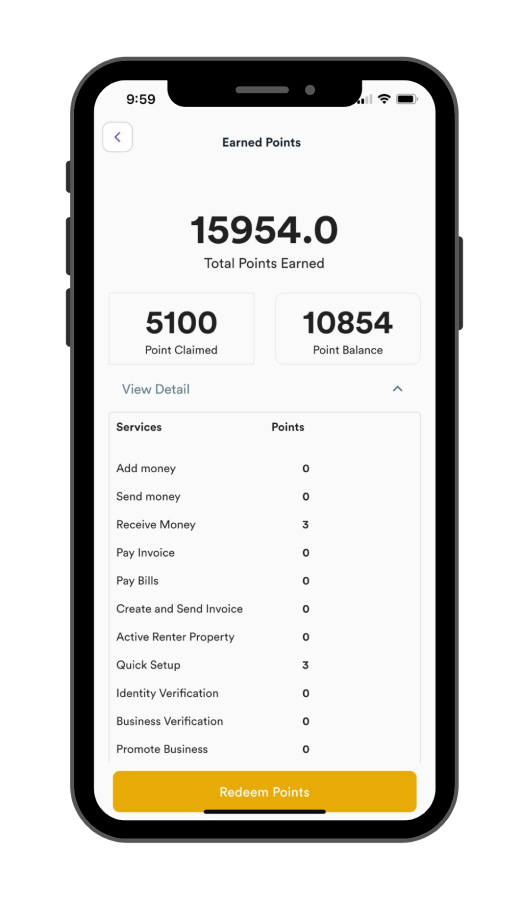 9:59
Earned Points
15954.0
Total Points Earned
5100
Point Claimed
10854
Point Balance
View Detail
Services Points
Add money 0
Send money 0
Receive Money 3
Pay Invoice 0
Pay Bills 0
Create and Send Invoice 0
Active Renter Property 0
Quick Setup 3
Identity Verification 0
Business Verification 0
Promote Business 0
Redeem Points